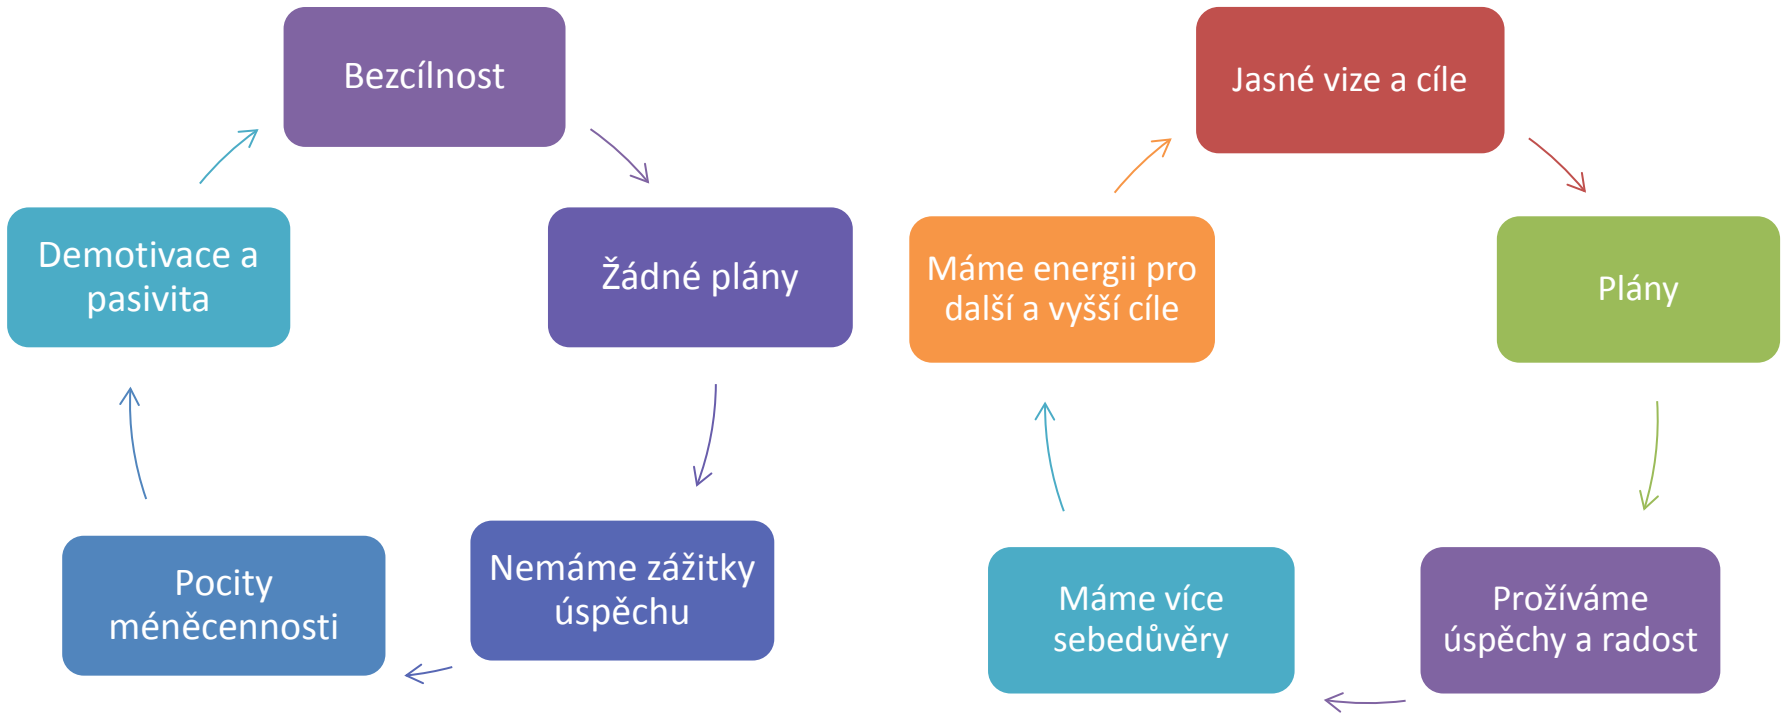 Bezcílnost
Žádné plány
Nemáme zážitky
úspěchu
Pocity
méněcennosti
Demotivace a
pasivita
Jasné vize a cíle
Plány
Prožíváme
úspěchy a radost
Máme více
sebedůvěry
Máme energii pro
další a vyšší cíle